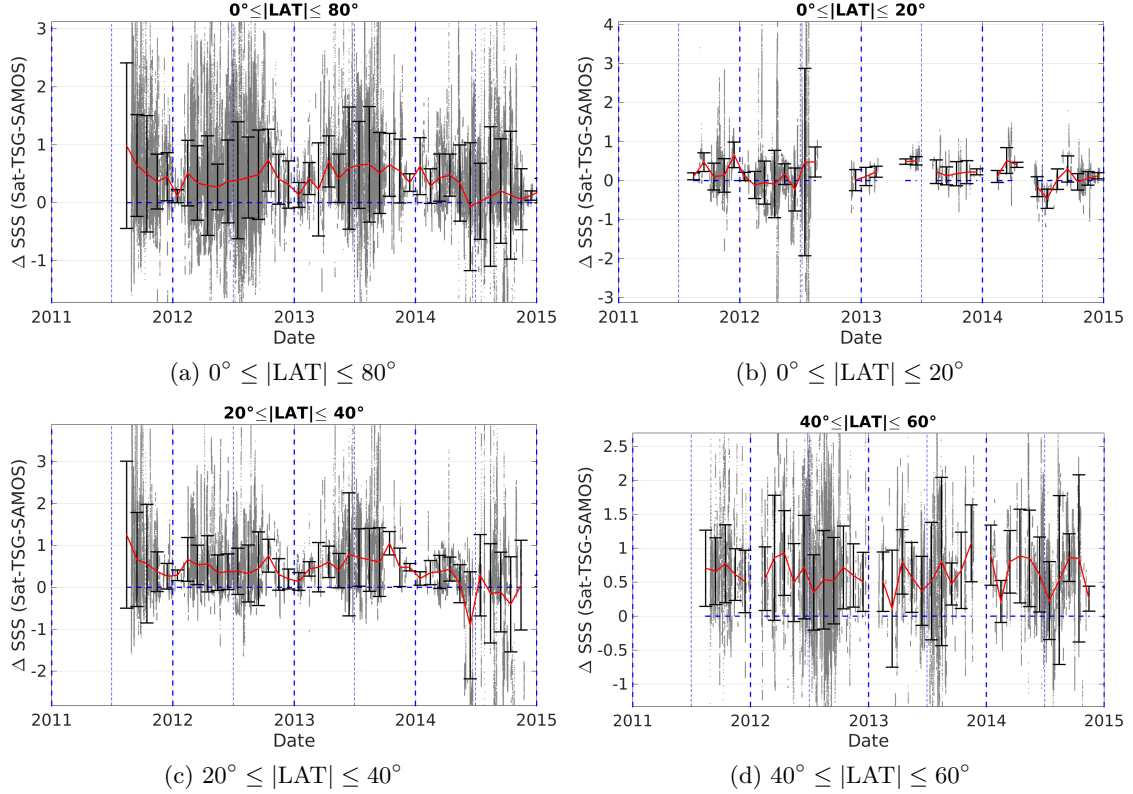 0°≤|LAT|≤ 80°
3
2
1
0
-1
Δ SSS (Sat-TSG-SAMOS)
2011 2012 2013 2014 2015
Date
(a) 0° ≤ |LAT| ≤ 80°
0°≤|LAT|≤ 20°
4
3
2
1
0
-1
-2
-3
Δ SSS (Sat-TSG-SAMOS)
2011 2012 2013 2014 2015
Date
(b) 0° ≤ |LAT| ≤ 20°
20°≤|LAT|≤ 40°
3
2
1
0
-1
-2
Δ SSS (Sat-TSG-SAMOS)
2011 2012 2013 2014 2015
Date
(c) 20° ≤ |LAT| ≤ 40°
40°≤|LAT|≤ 60°
2.5
2
1.5
1
0.5
0
-0.5
-1
Δ SSS (Sat-TSG-SAMOS)
2011 2012 2013 2014 2015
Date
(d) 40° ≤ |LAT| ≤ 60°